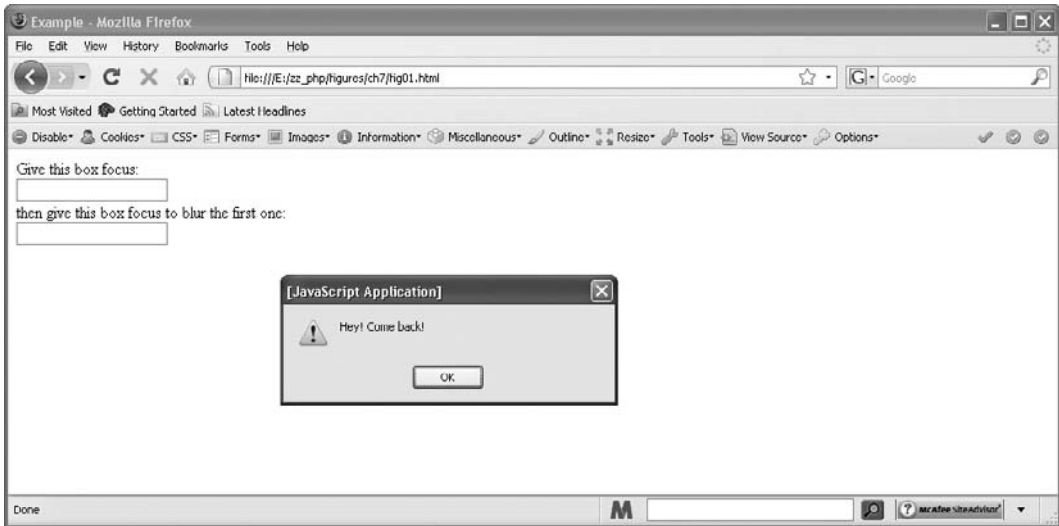 Example - Mozilla Firefox
File Edit View History Bookmarks Tools Help
file:///E:/zz_php/figures/ch7/fig01.html
G Google
Most Visited Getting Started Latest Headlines
Disable Cookies CSS Forms Images Information Miscellaneous Outline Resize Tools View Source Options
Give this box focus:
then give this box focus to blur the first one:
[JavaScript Application]
Hey! Come back!
OK
Done
M
? McAfee SiteAdvisor